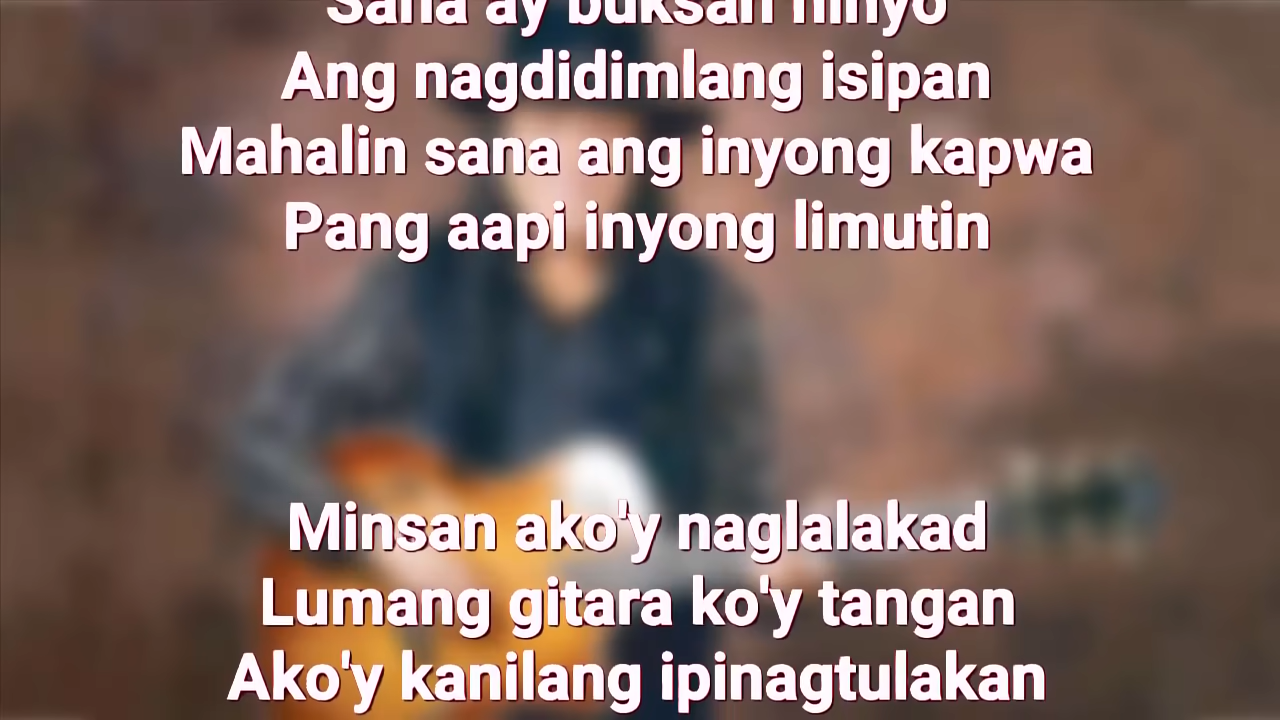 Sana ay buksan ninyo
Ang nagdidimlang isipan
Mahalin sana ang inyong kapwa
Pang aapi inyong limutin
Minsan ako'y naglalakad
Lumang gitara ko'y tangan
Ako'y kanilang ipinagtulakan